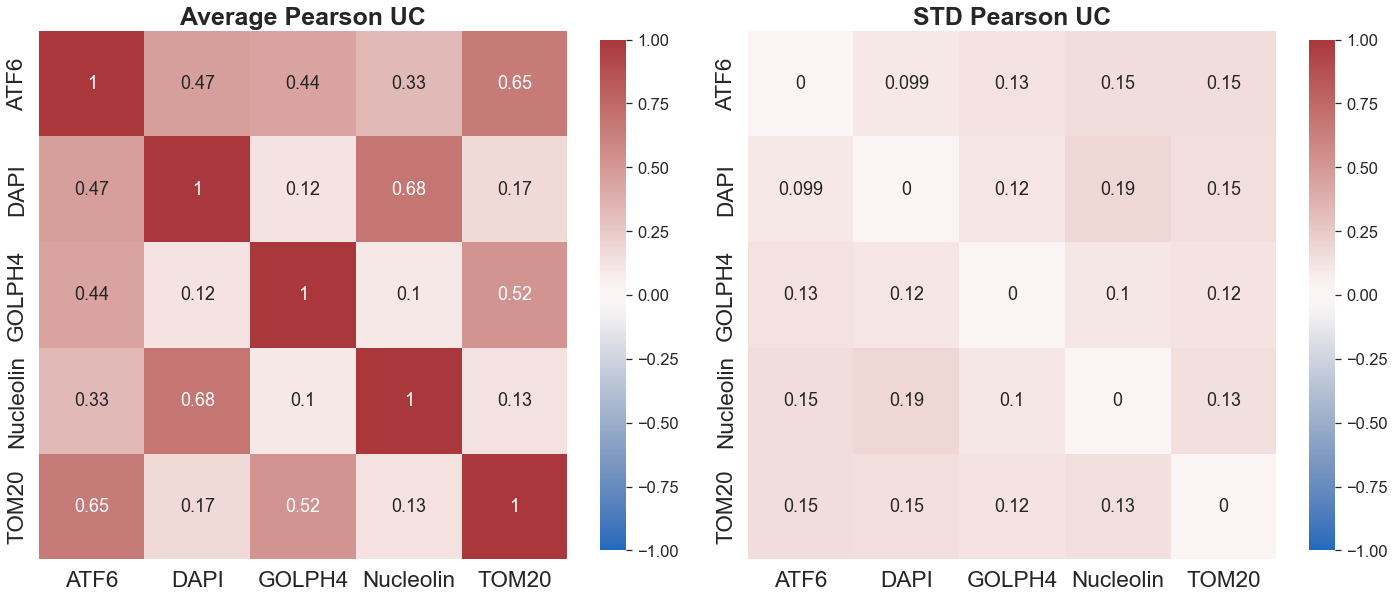 Average Pearson UC
ATF6 1 0.47 0.44 0.33 0.65
DAPI 0.47 1 0.12 0.68 0.17
GOLPH4 0.44 0.12 1 0.1 0.52
Nucleolin 0.33 0.68 0.1 1 0.13
TOM20 0.65 0.17 0.52 0.13 1
ATF6 DAPI GOLPH4 Nucleolin TOM20
1.00
0.75
0.50
0.25
0.00
−0.25
−0.50
−0.75
−1.00
STD Pearson UC
ATF6 0 0.099 0.13 0.15 0.15
DAPI 0.099 0 0.12 0.19 0.15
GOLPH4 0.13 0.12 0 0.1 0.12
Nucleolin 0.15 0.19 0.1 0 0.13
TOM20 0.15 0.15 0.12 0.13 0
ATF6 DAPI GOLPH4 Nucleolin TOM20
1.00
0.75
0.50
0.25
0.00
−0.25
−0.50
−0.75
−1.00